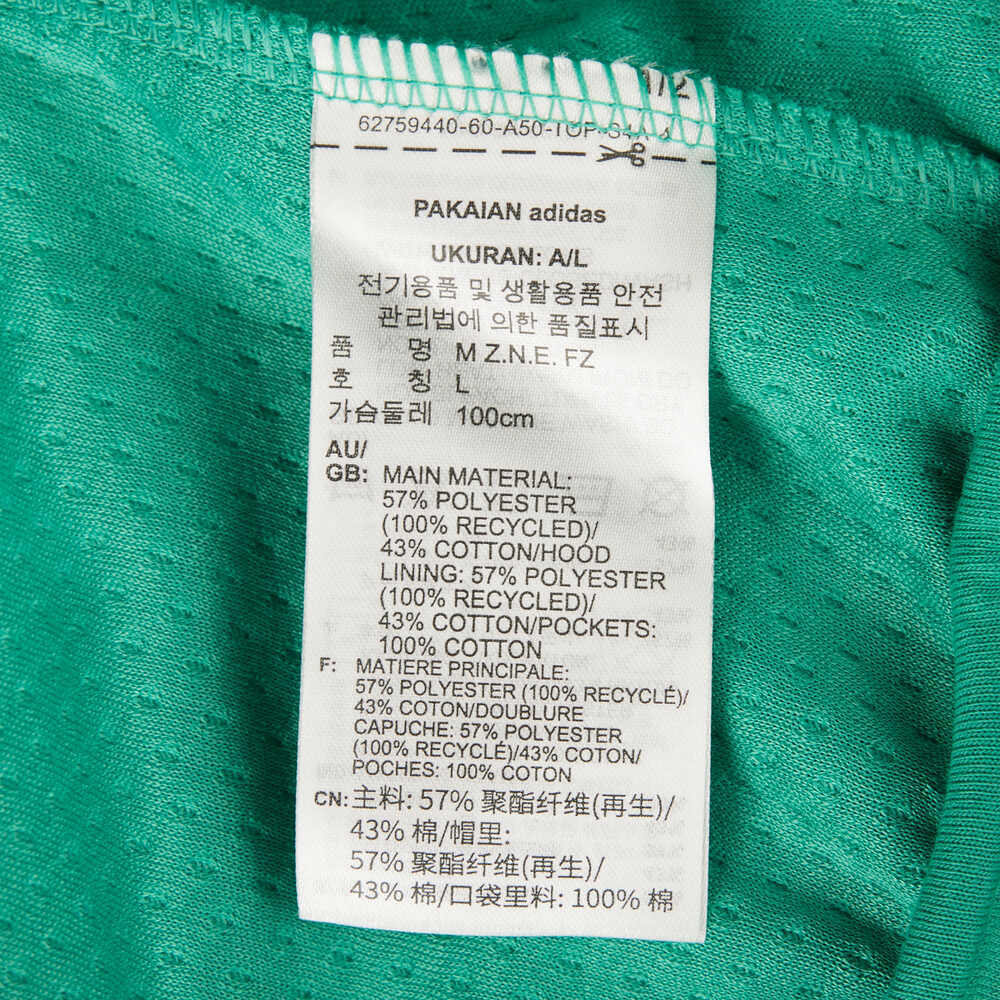 1/2
62759440-60-A50-TOP-
PAKAIAN adidas
UKURAN: A/L
전기용품 및 생활용품 안전
관리법에 의한 품질표시
품 명 M Z.N.E. FZ
호 칭 L
가슴둘레 100cm
AU/
GB: MAIN MATERIAL:
57% POLYESTER
(100% RECYCLED)/
43% COTTON/HOOD
LINING: 57% POLYESTER
(100% RECYCLED)/
43% COTTON/POCKETS:
100% COTTON
F: MATIERE PRINCIPALE:
57% POLYESTER (100% RECYCLÉ)/
43% COTON/DOUBLURE
CAPUCHE: 57% POLYESTER
(100% RECYCLÉ)/43% COTON/
POCHES: 100% COTON
CN: 主料: 57% 聚酯纤维(再生)/
43% 棉/帽里:
57% 聚酯纤维(再生)/
43% 棉/口袋里料: 100% 棉